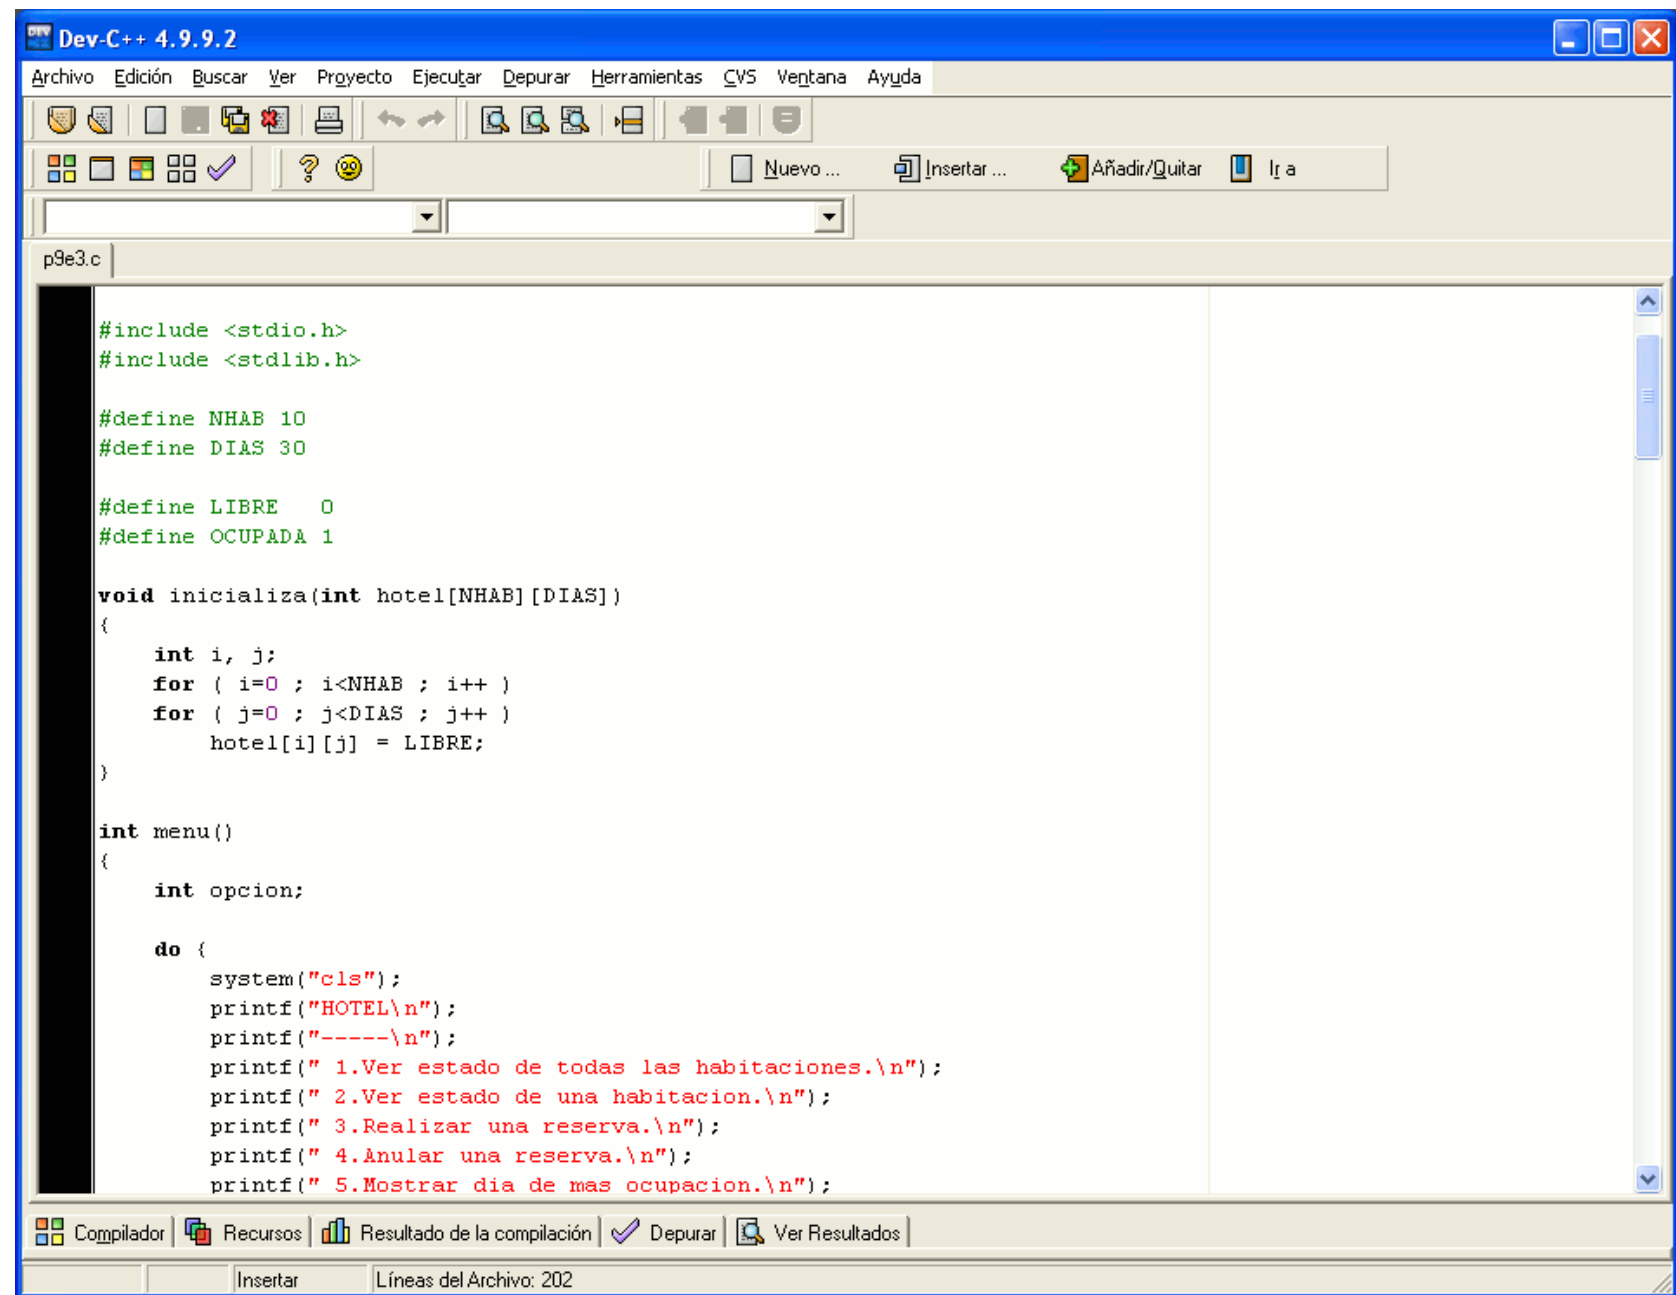 Dev-C++ 4.9.9.2
Archivo Edición Buscar Ver Proyecto Ejecutar Depurar Herramientas CVS Ventana Ayuda
Nuevo ... Insertar ... Añadir/Quitar Ir a
p9e3.c
#include <stdio.h>
#include <stdlib.h>
#define NHAB 10
#define DIAS 30
#define LIBRE   0
#define OCUPADA 1
void inicializa(int hotel[NHAB][DIAS])
{
    int i, j;
    for ( i=0 ; i<NHAB ; i++ )
    for ( j=0 ; j<DIAS ; j++ )
        hotel[i][j] = LIBRE;
}
int menu()
{
    int opcion;
    do {
        system("cls");
        printf("HOTEL\n");
        printf("-----\n");
        printf(" 1.Ver estado de todas las habitaciones.\n");
        printf(" 2.Ver estado de una habitacion.\n");
        printf(" 3.Realizar una reserva.\n");
        printf(" 4.Anular una reserva.\n");
        printf(" 5.Mostrar dia de mas ocupacion.\n");
Compilador Recursos Resultado de la compilación Depurar Ver Resultados
Insertar Líneas del Archivo: 202